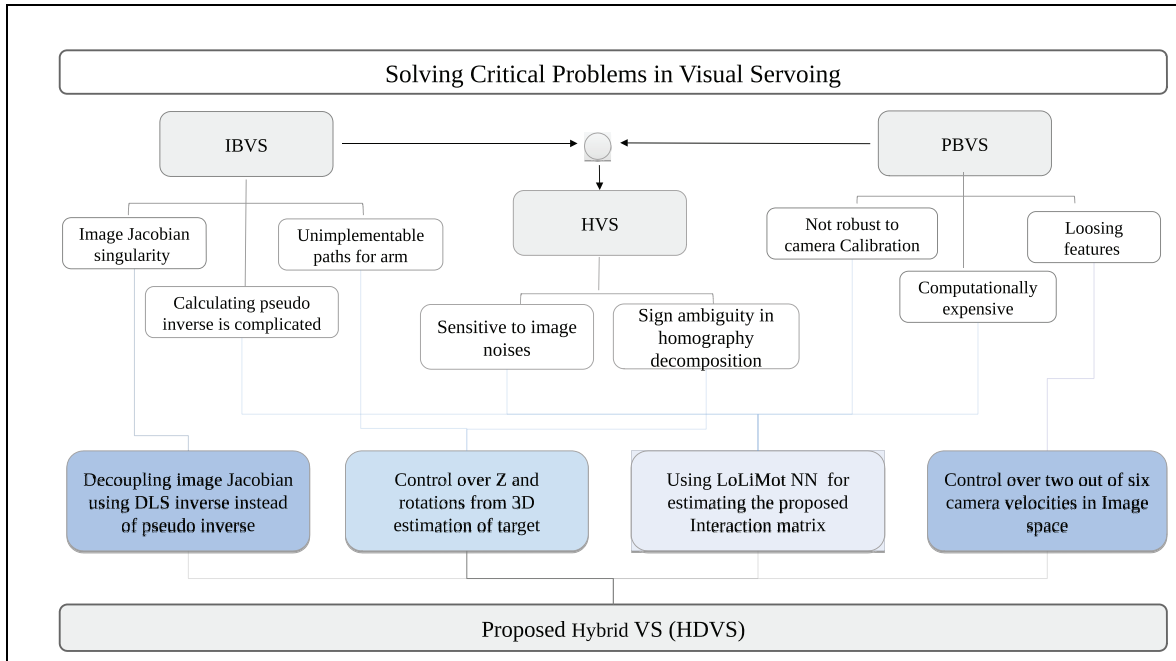 Solving Critical Problems in Visual Servoing
IBVS
PBVS
HVS
Image Jacobian
singularity
Unimplementable
paths for arm
Calculating pseudo
inverse is complicated
Sensitive to image
noises
Sign ambiguity in
homography
decomposition
Not robust to
camera Calibration
Loosing
features
Computationally
expensive
Decoupling image Jacobian
using DLS inverse instead
of pseudo inverse
Control over Z and
rotations from 3D
estimation of target
Using LoLiMot NN for
estimating the proposed
Interaction matrix
Control over two out of six
camera velocities in Image
space
Proposed Hybrid VS (HDVS)